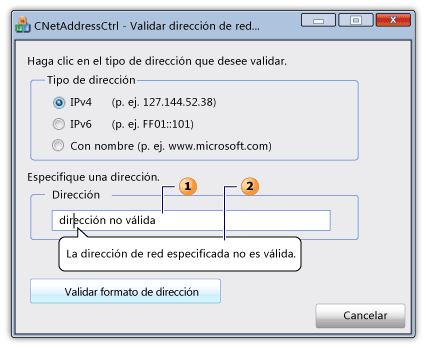 CNetAddressCtrl - Validar dirección de red...
Haga clic en el tipo de dirección que desee validar.
Tipo de dirección
IPv4 (p. ej. 127.144.52.38)
IPv6 (p. ej. FF01::101)
Con nombre (p. ej. www.microsoft.com)
Especifique una dirección.
1 2
Dirección
dirección no válida
La dirección de red especificada no es válida.
Validar formato de dirección
Cancelar